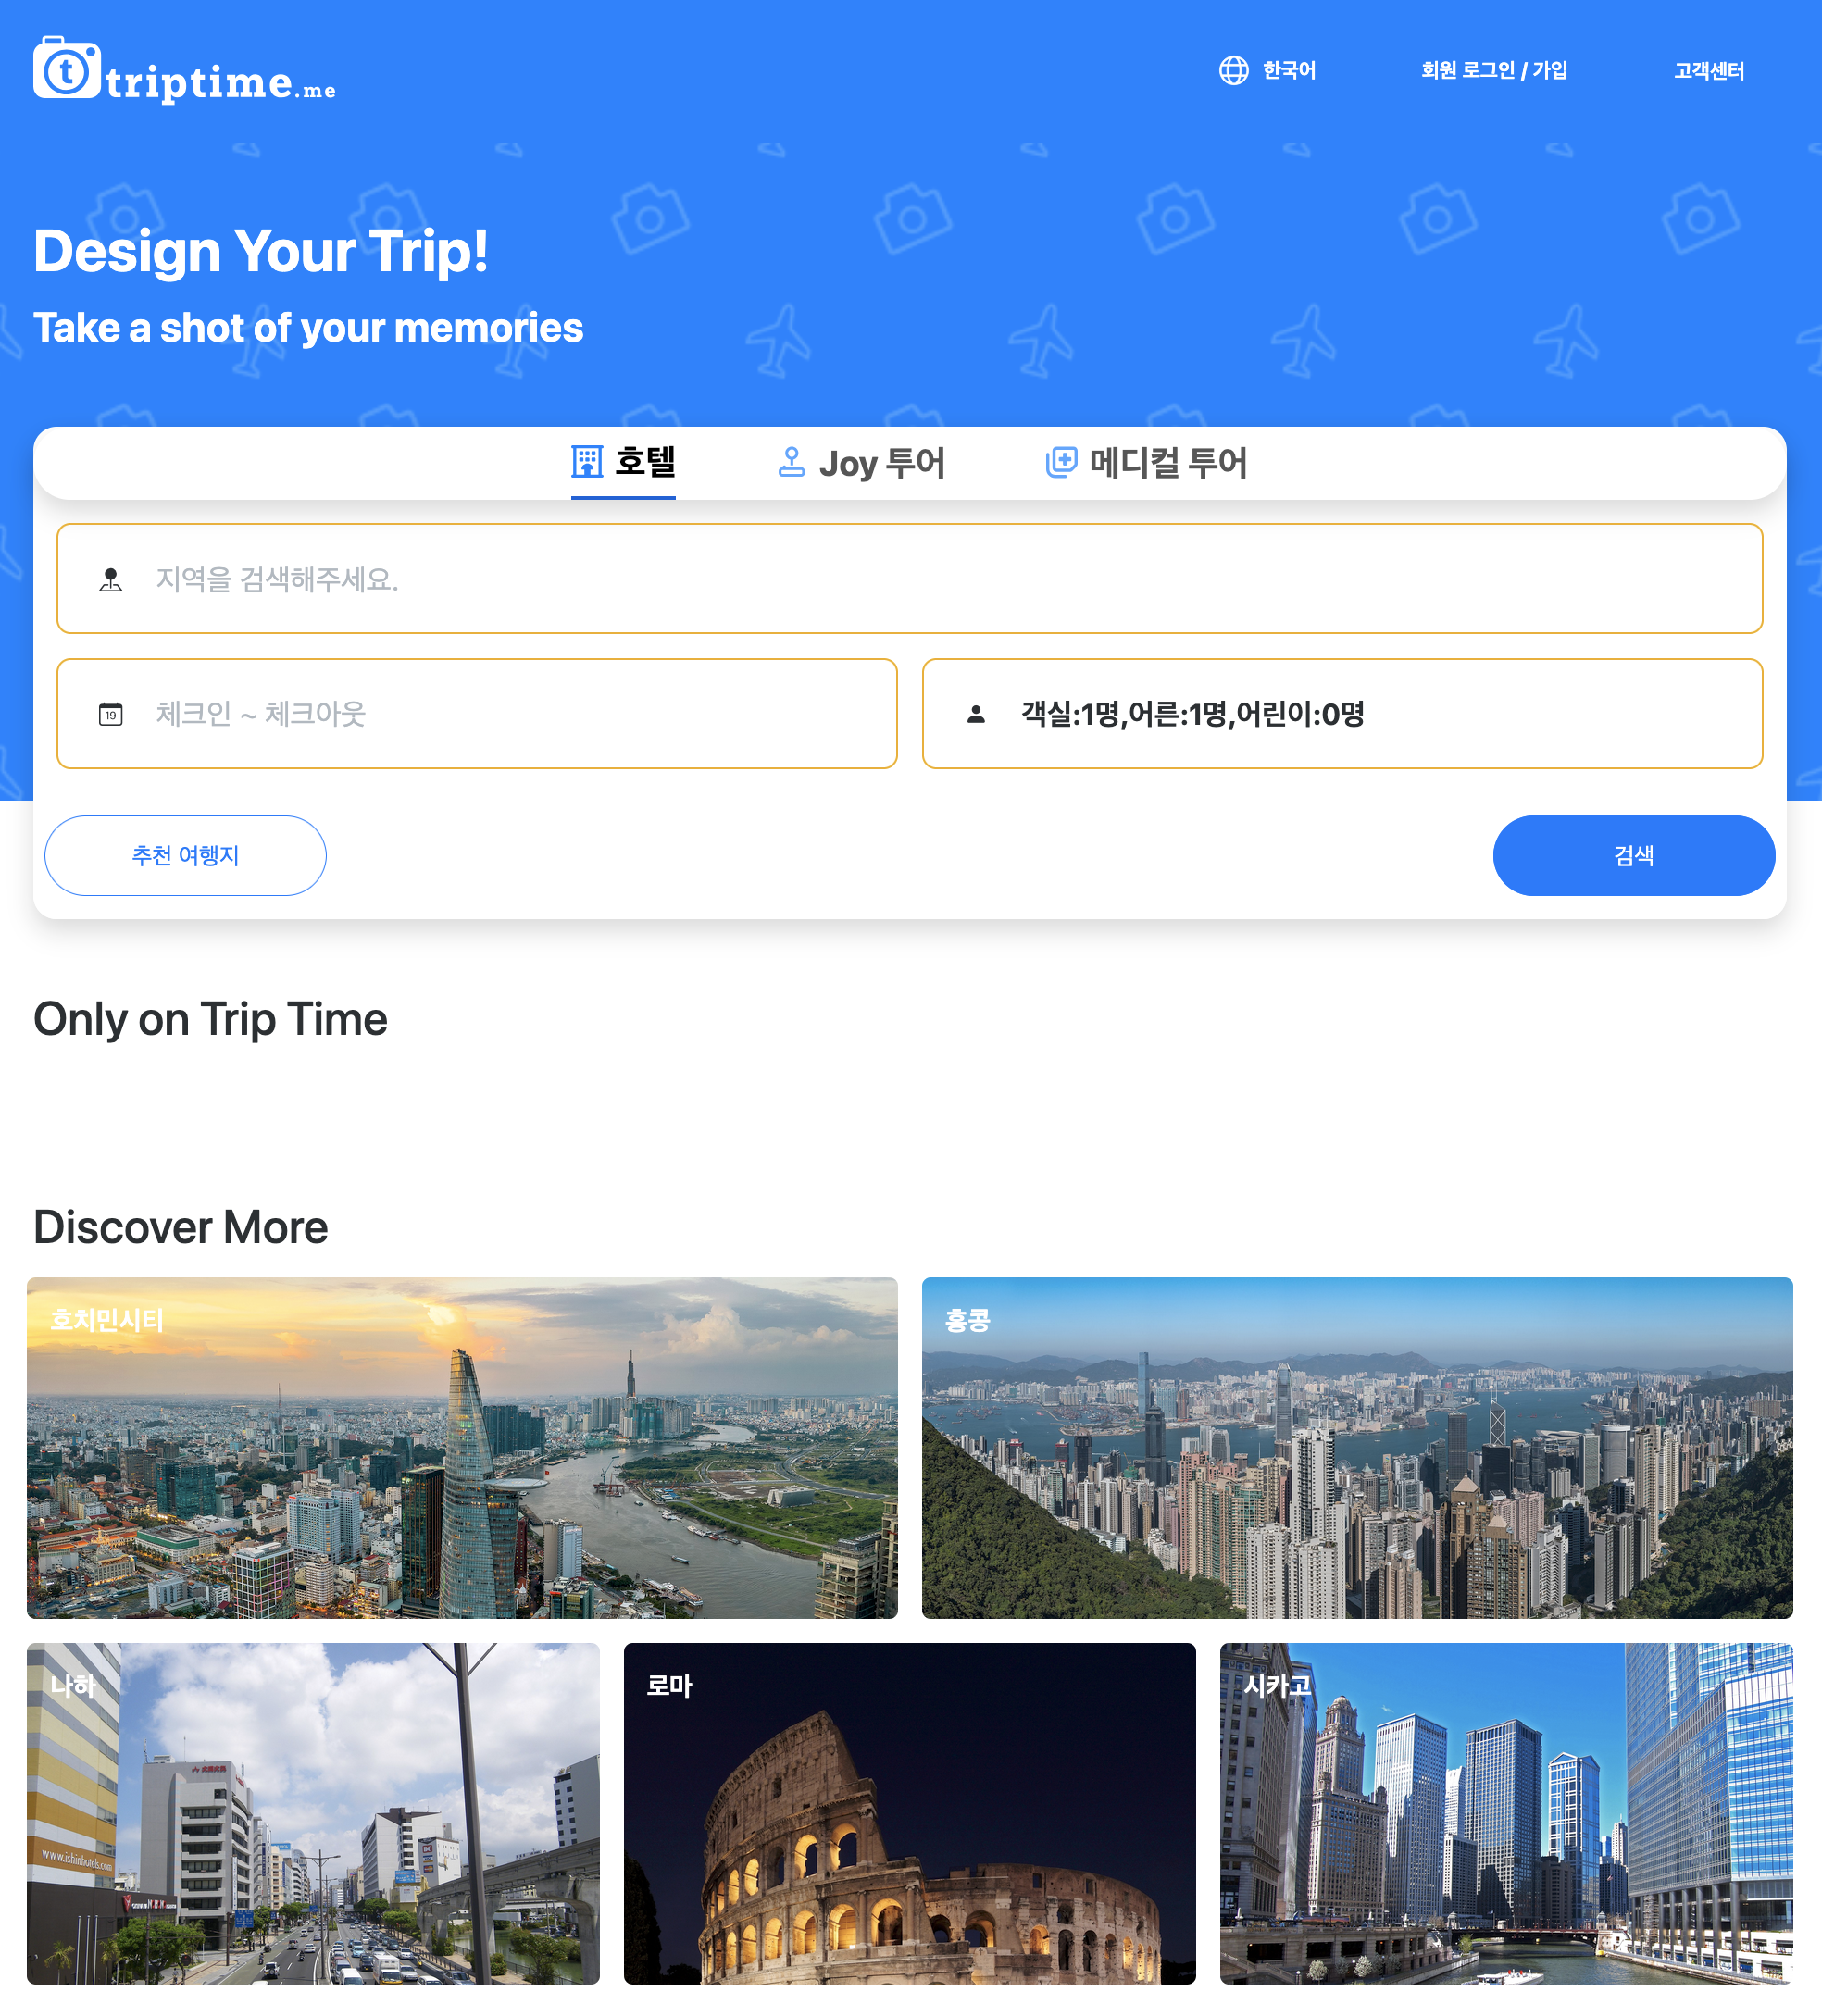 triptime.me
한국어
회원 로그인 / 가입
고객센터
Design Your Trip!
Take a shot of your memories
호텔
Joy 투어
메디컬 투어
지역을 검색해주세요.
19
체크인 ~ 체크아웃
객실:1명,어른:1명,어린이:0명
추천 여행지
검색
Only on Trip Time
Discover More
호치민시티
홍콩
나하
로마
시카고
www.ishinhotels.com